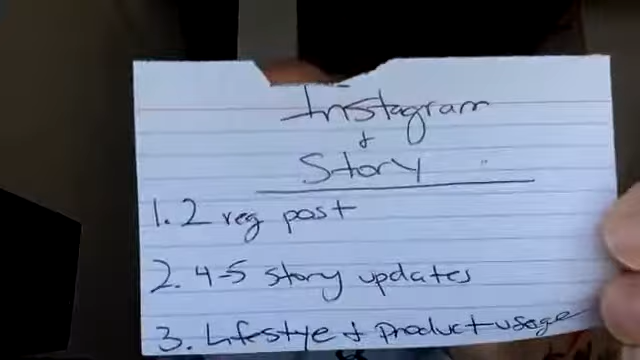 Instagram
&
Story
1. 2 reg post
2. 4-5 story updates
3. Lifestye & Product usage